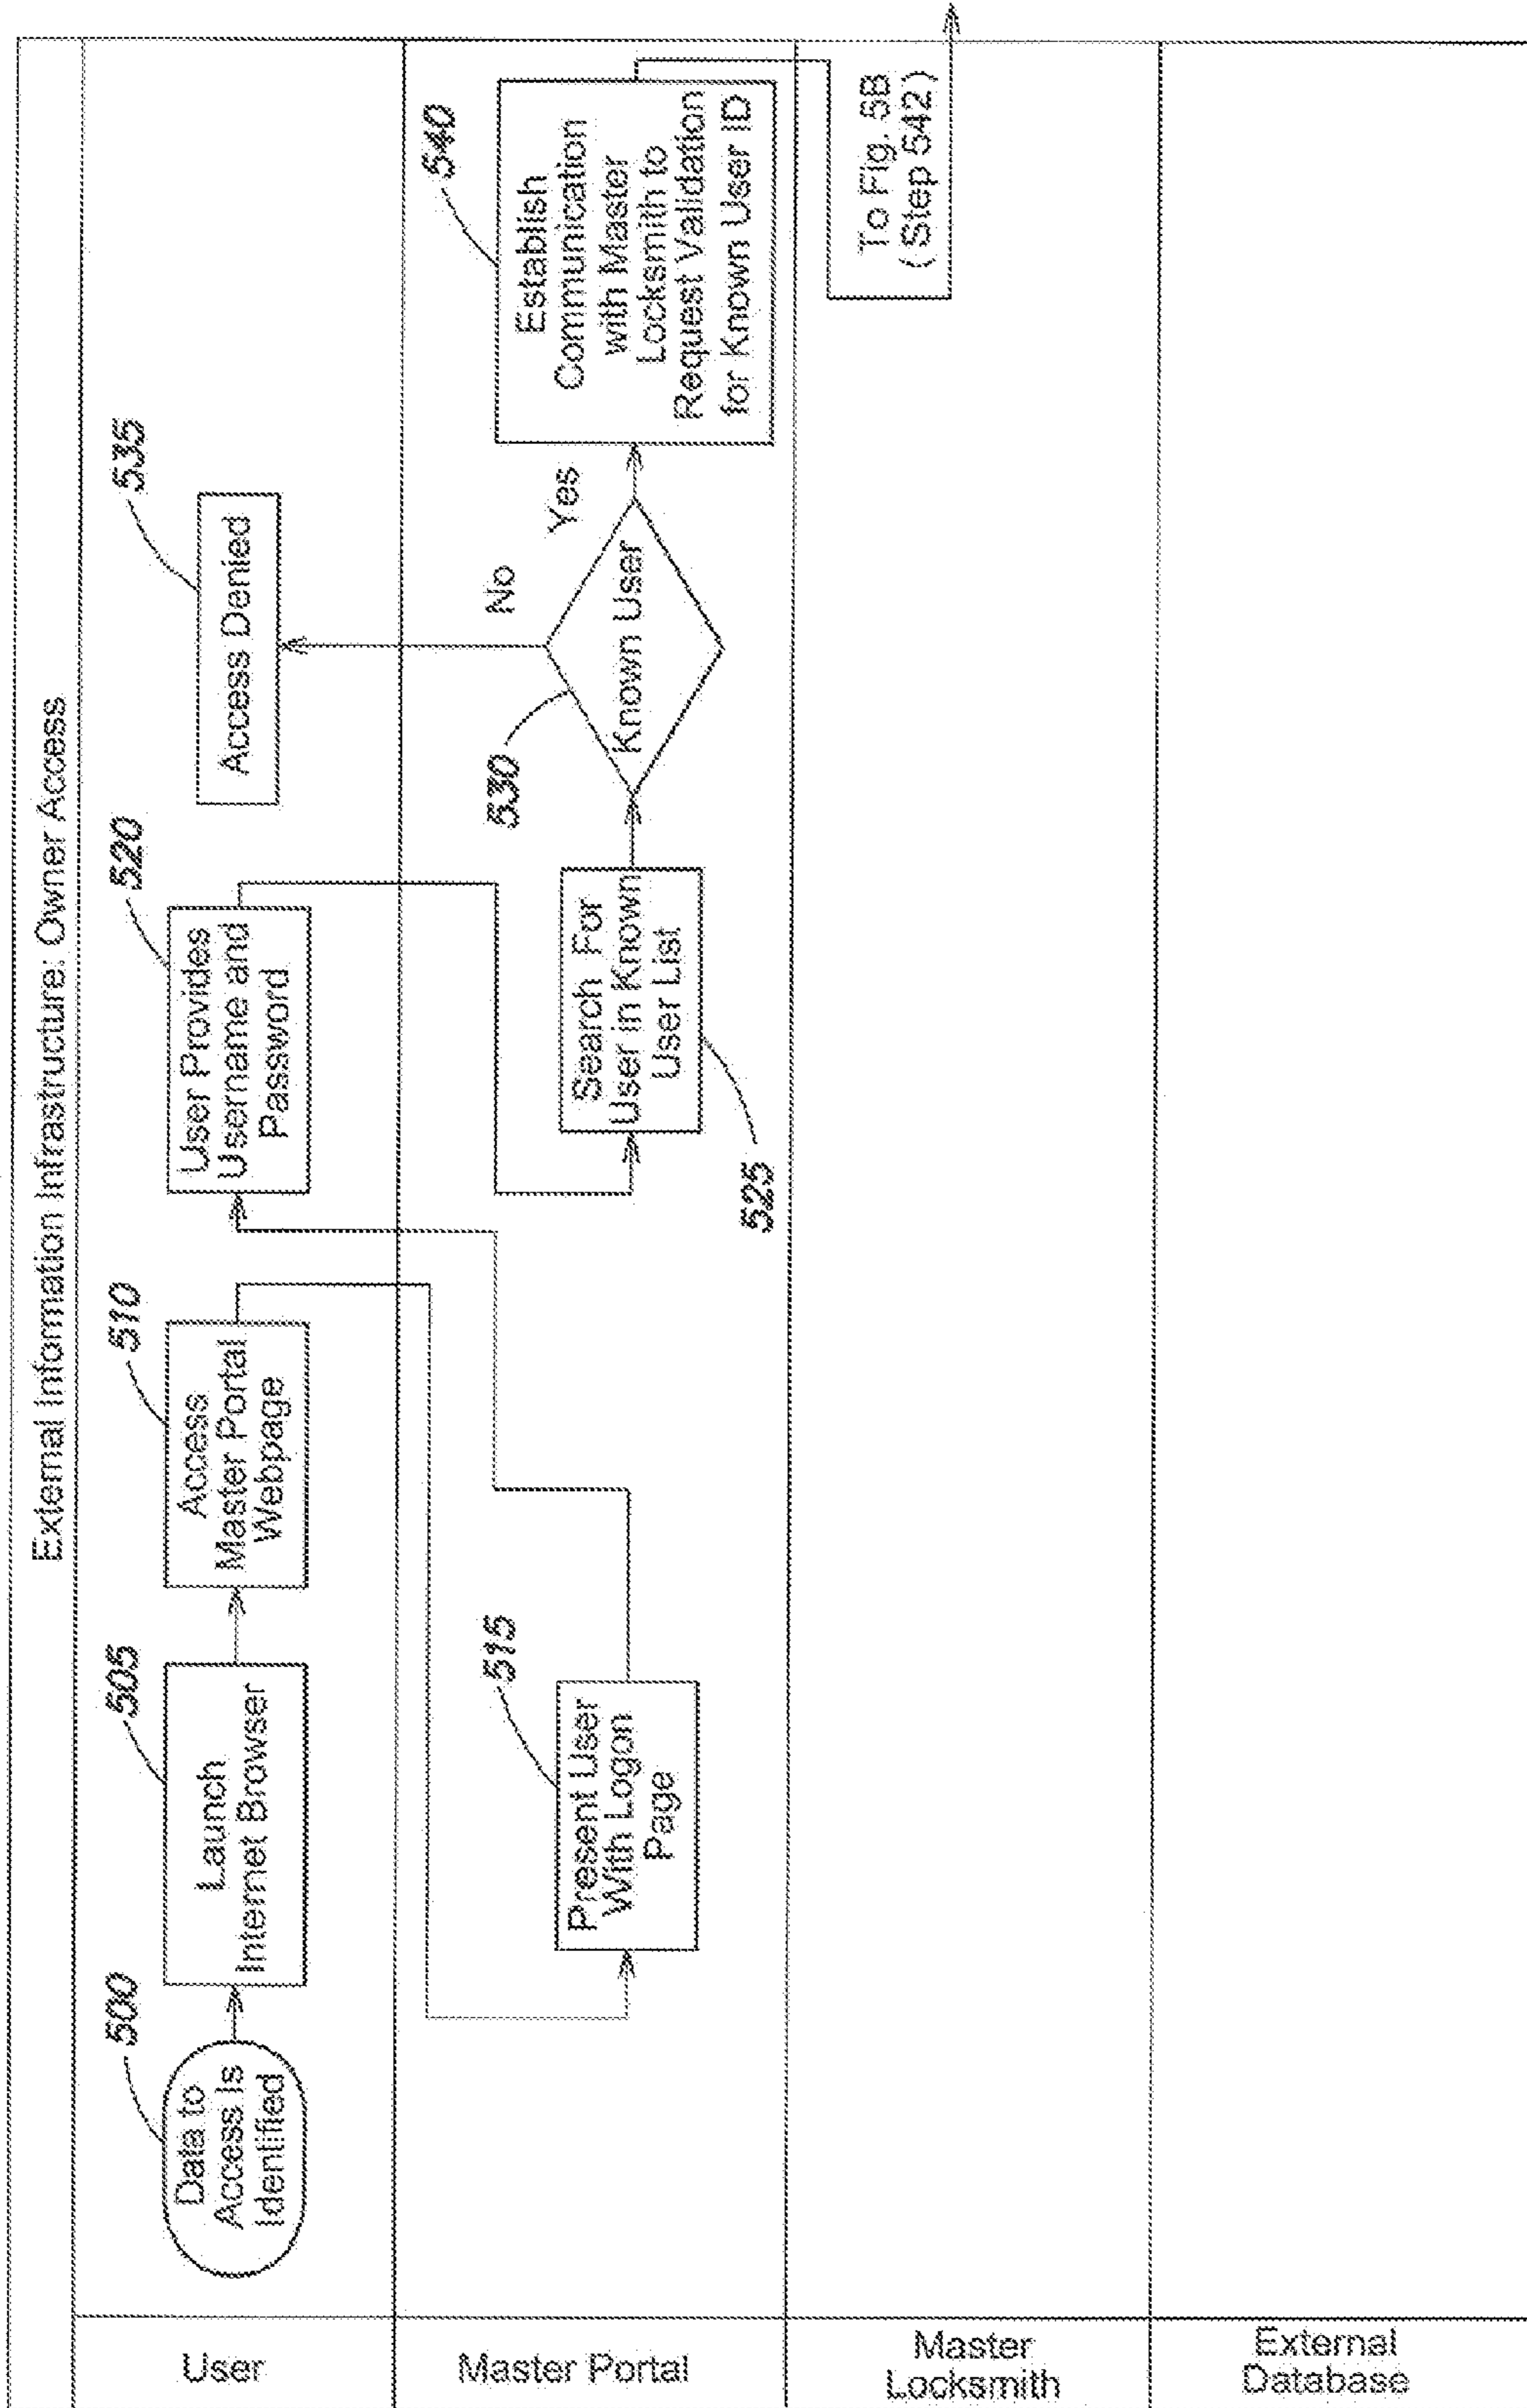 External Information Infrastructure: Owner Access
User
500
Data to
Access Is
Identified
505
Launch
Internet Browser
510
Access
Master Portal
Webpage
520
User Provides
Username and
Password
535
Access Denied
Master Portal
515
Present User
With Logon
Page
525
Search For
User in Known
User List
530
Known User
No
Yes
540
Establish
Communication
with Master
Locksmith to
Request Validation
for Known User ID
Master
Locksmith
To Fig. 5B
(Step 542)
External
Database